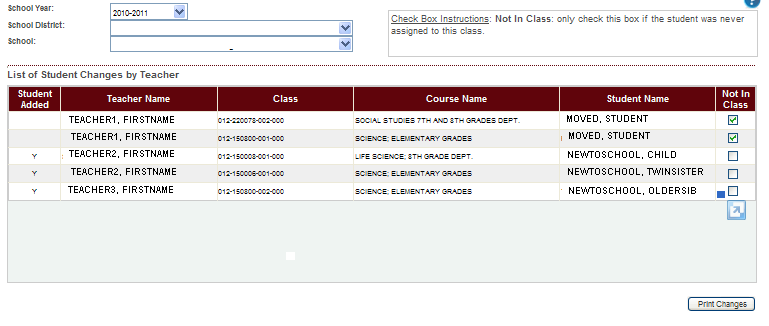 School Year:
2010-2011
School District:
School:
Check Box Instructions: Not In Class: only check this box if the student was never
assigned to this class.
List of Student Changes by Teacher
Student Added Teacher Name Class Course Name Student Name Not In Class
TEACHER1, FIRSTNAME 012-220078-002-000 SOCIAL STUDIES 7TH AND 8TH GRADES DEPT. MOVED, STUDENT
TEACHER1, FIRSTNAME 012-150800-001-000 SCIENCE; ELEMENTARY GRADES MOVED, STUDENT
Y TEACHER2, FIRSTNAME 012-150008-001-000 LIFE SCIENCE; 8TH GRADE DEPT. NEWTOSCHOOL, CHILD
Y TEACHER2, FIRSTNAME 012-150006-001-000 SCIENCE; ELEMENTARY GRADES NEWTOSCHOOL, TWINSISTER
Y TEACHER3, FIRSTNAME 012-150800-002-000 SCIENCE; ELEMENTARY GRADES NEWTOSCHOOL, OLDERSIB
Print Changes